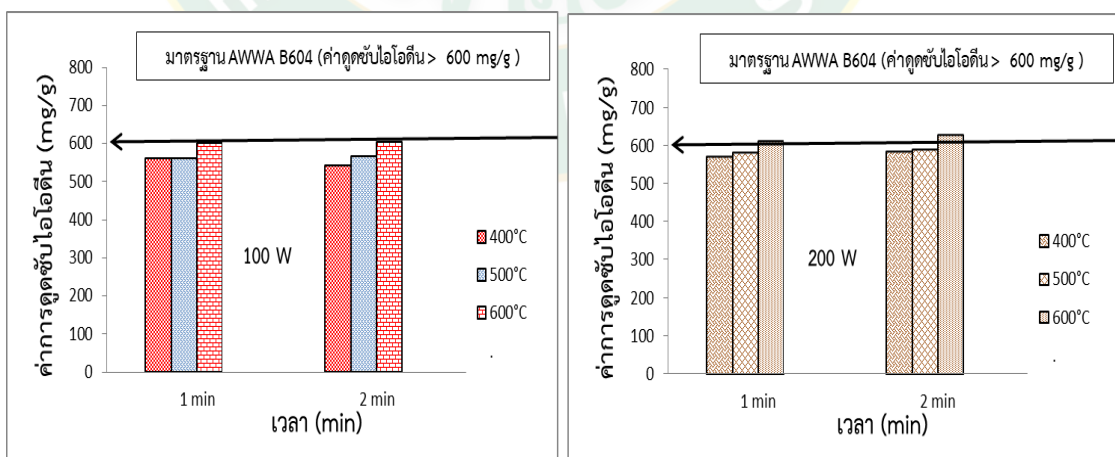 มาตรฐาน AWWA B604 (ค่าดูดซับไอโอดีน > 600 mg/g )
ค่าการดูดซับไอโอดีน (mg/g)
800
700
600
500
400
300
200
100
0
100 W
400°C
500°C
600°C
1 min
2 min
เวลา (min)
มาตรฐาน AWWA B604 (ค่าดูดซับไอโอดีน > 600 mg/g )
ค่าการดูดซับไอโอดีน (mg/g)
800
700
600
500
400
300
200
100
0
200 W
400°C
500°C
600°C
1 min
2 min
เวลา (min)